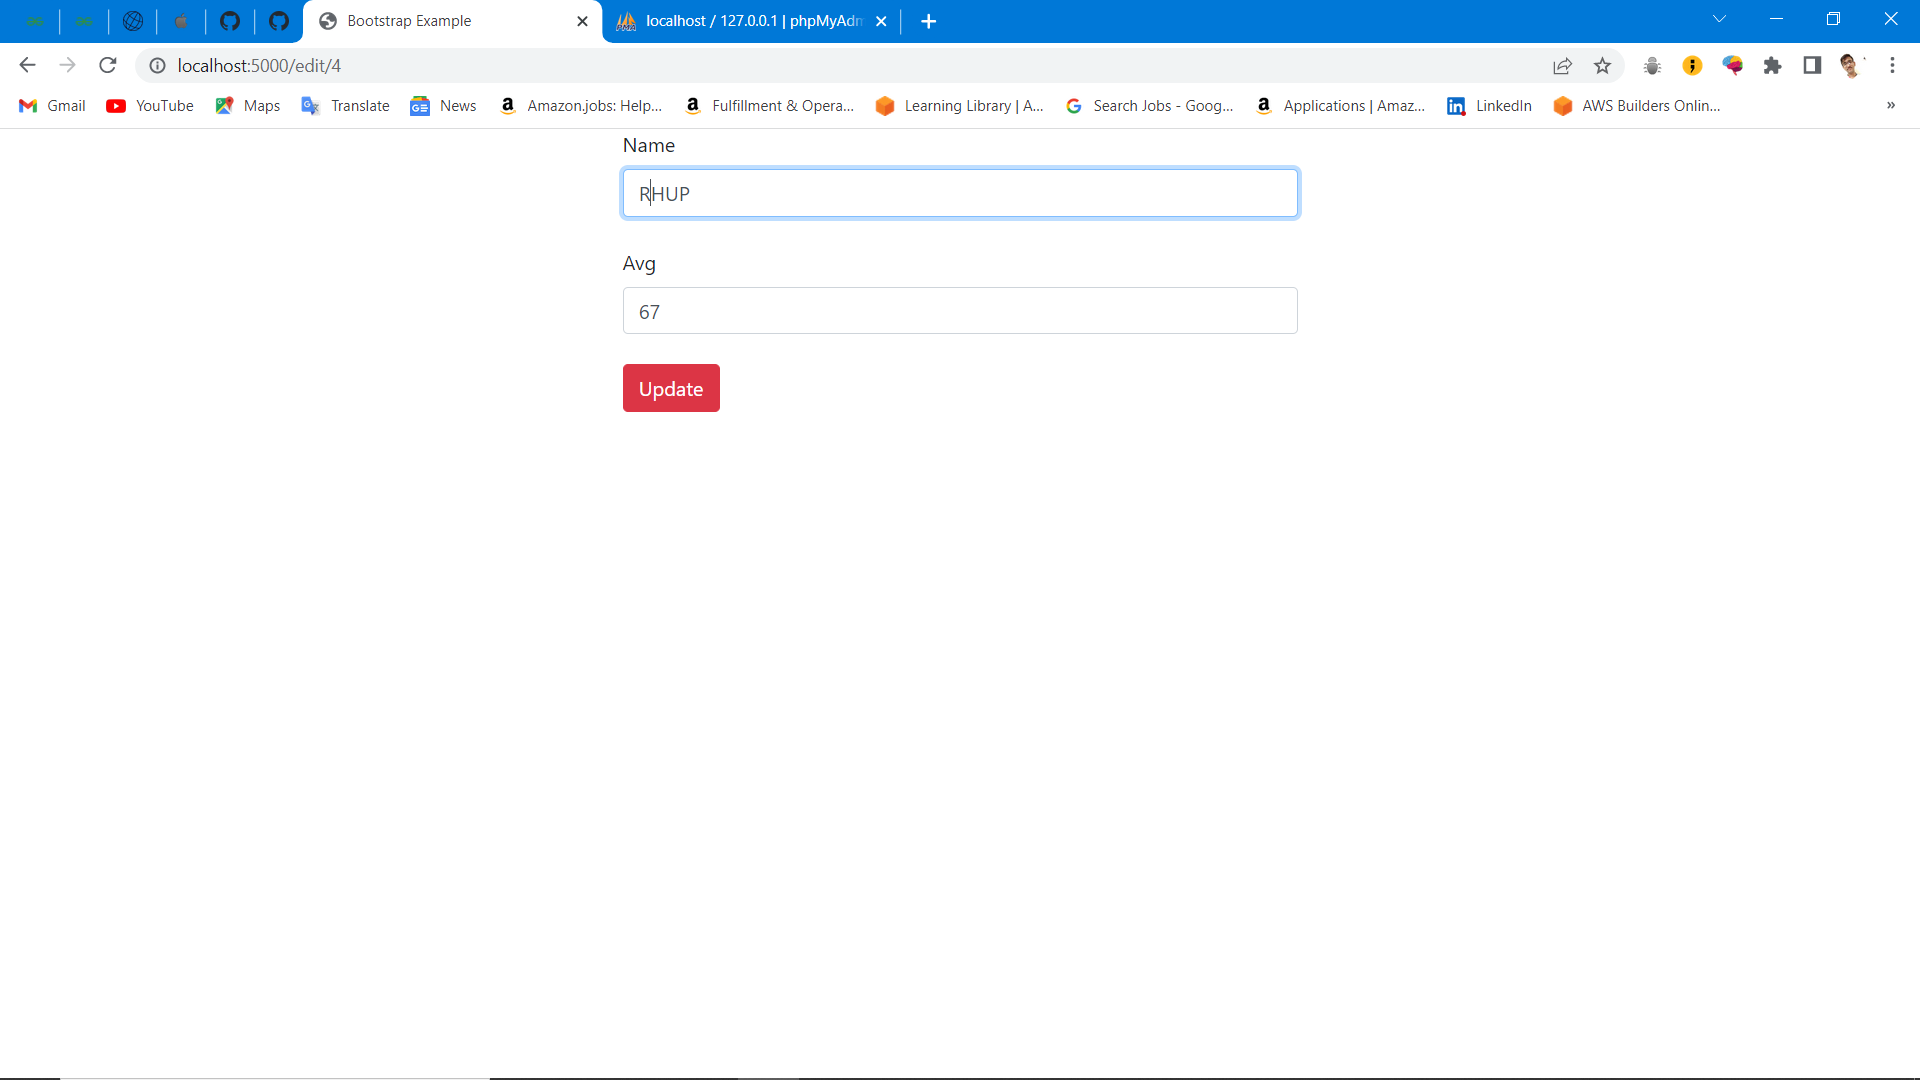 Bootstrap Example
localhost / 127.0.0.1 | phpMyAdm
localhost:5000/edit/4
Gmail YouTube Maps Translate News Amazon.jobs: Help... Fulfillment & Opera... Learning Library | A... Search Jobs - Goog... Applications | Amaz... LinkedIn AWS Builders Onlin... »
Name
RHUP
Avg
67
Update